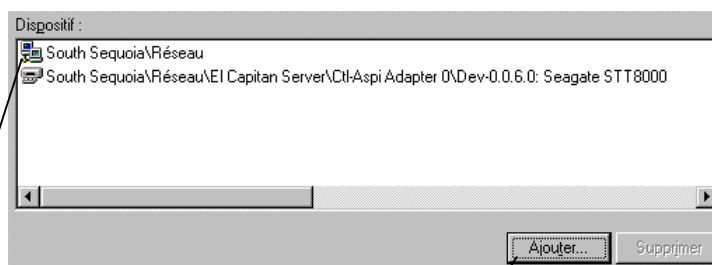 Dispositif :
South Sequoia\Réseau
South Sequoia\Réseau\El Capitan Server\Ctl-Aspi Adapter 0\Dev-0.0.6.0: Seagate STT8000
Ajouter... Supprimer